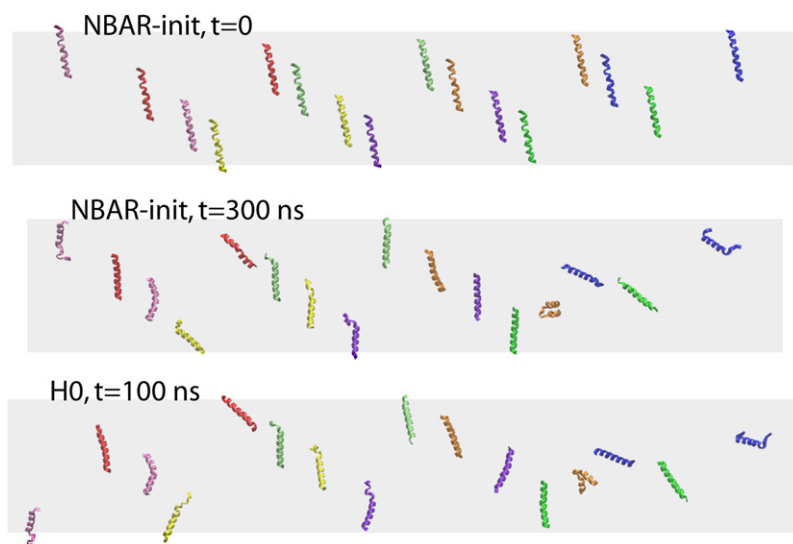 NBAR-init, t=0
NBAR-init, t=300 ns
H0, t=100 ns